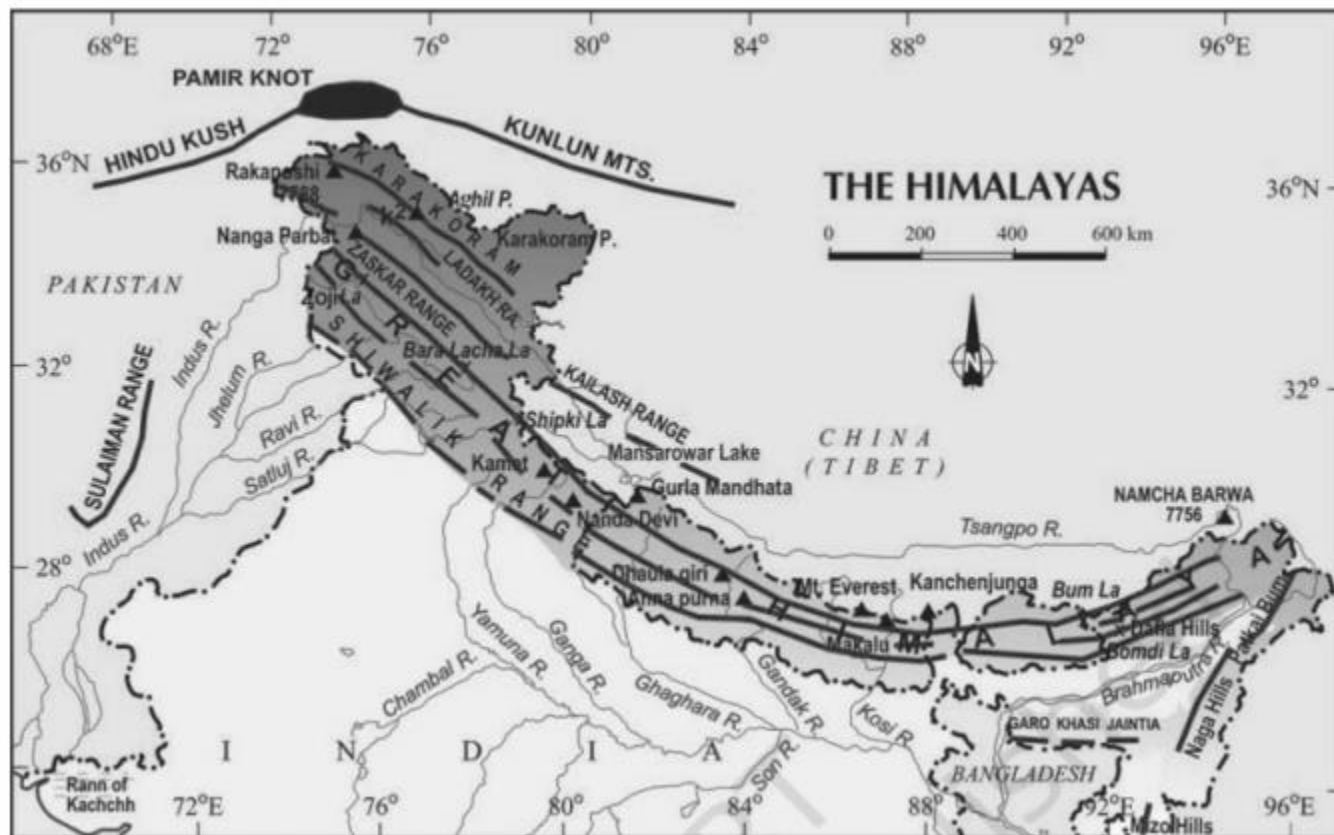 68°E 72° 76° 80° 84° 88° 92° 96°E
PAMIR KNOT
HINDU KUSH
KUNLUN MTS.
36°N
36°N
THE HIMALAYAS
0 200 400 600 km
Rakaposhi
7788
KARAKORAM
K2
Aghil P.
Karakoram P.
Nanga Parbat
LADAKH RA.
ZASKAR RANGE
PAKISTAN
Zoji La
GREAT HIMALAYA
SHIWALIK RANGE
Bara Lacha La
N
Indus R.
Jhelum R.
32°
32°
SULAIMAN RANGE
Ravi R.
Satluj R.
KAILASH RANGE
Shipki La
Mansarowar Lake
CHINA
(TIBET)
Kamet
Gurla Mandhata
Nanda Devi
NAMCHA BARWA
7756
Tsangpo R.
Indus R.
28°
28°
Dhaula giri
Anna purna
Mt. Everest
Kanchenjunga
Makalu
Bum La
Dafla Hills
Bomdi La
Patkai Bum
Brahmaputra R.
Yamuna R.
Ganga R.
Chambal R.
Ghaghara R.
Gandak R.
Kosi R.
Son R.
GARO KHASI JAINTIA
Naga Hills
INDIA
BANGLADESH
Rann of
Kachchh
Mizo Hills
72°E 76° 80° 84° 88° 92°E 96°E